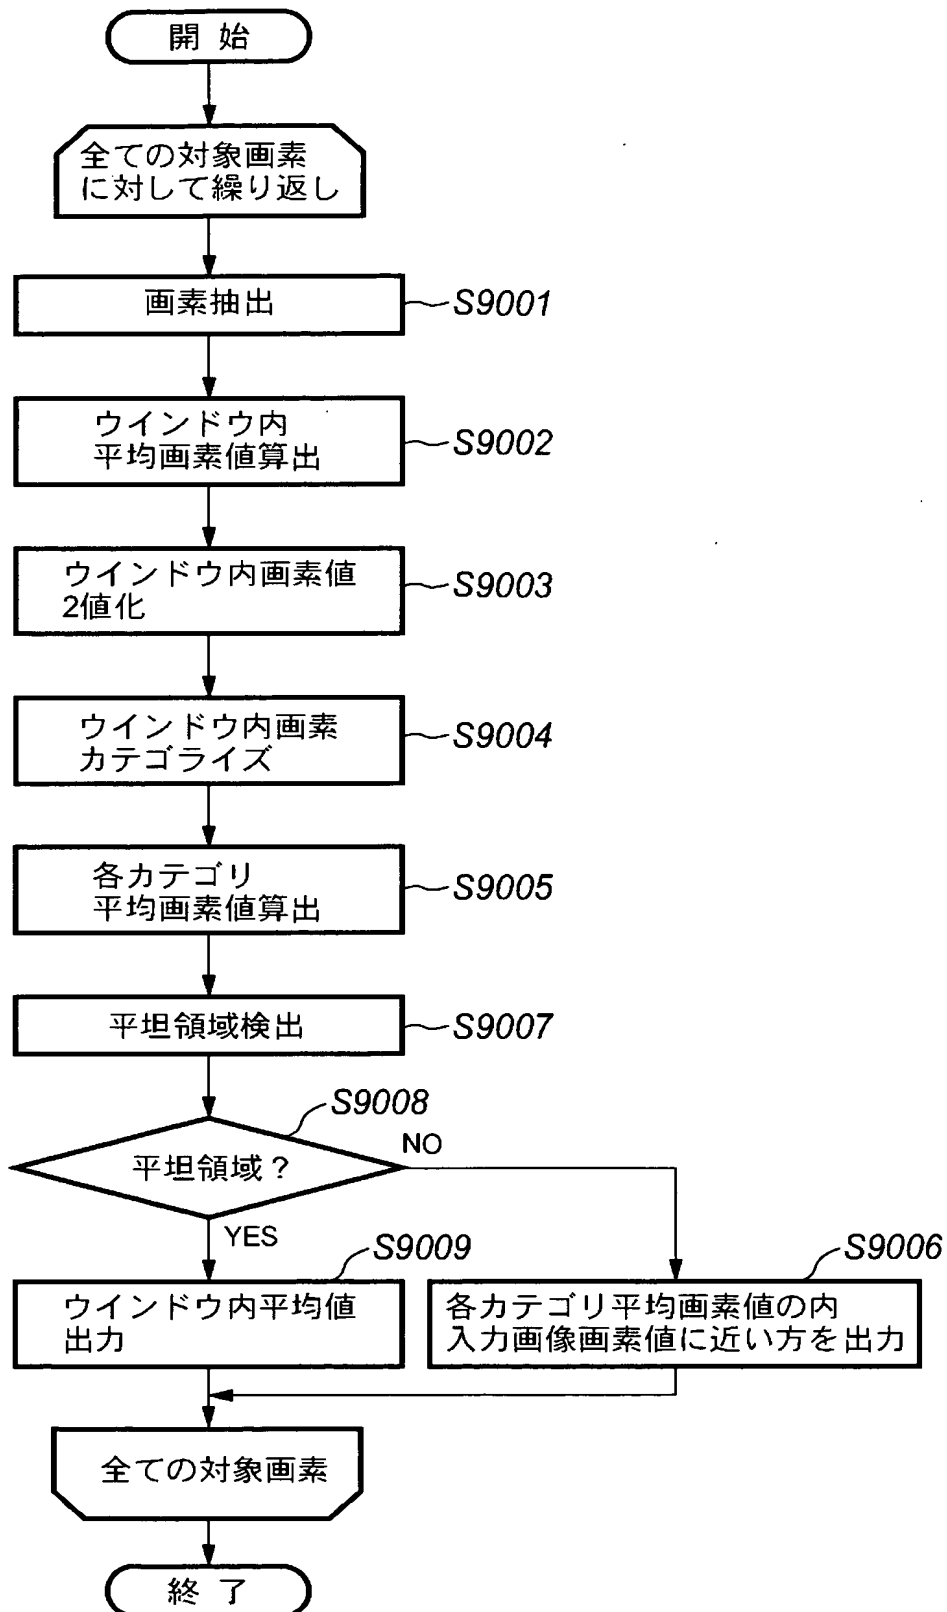 開始
全ての対象画素
に対して繰り返し
画素抽出
S9001
ウインドウ内
平均画素値算出
S9002
ウインドウ内画素値
2値化
S9003
ウインドウ内画素
カテゴライズ
S9004
各カテゴリ
平均画素値算出
S9005
平坦領域検出
S9007
S9008
平坦領域？
NO
YES
S9009
ウインドウ内平均値
出力
S9006
各カテゴリ平均画素値の内
入力画像画素値に近い方を出力
全ての対象画素
終了